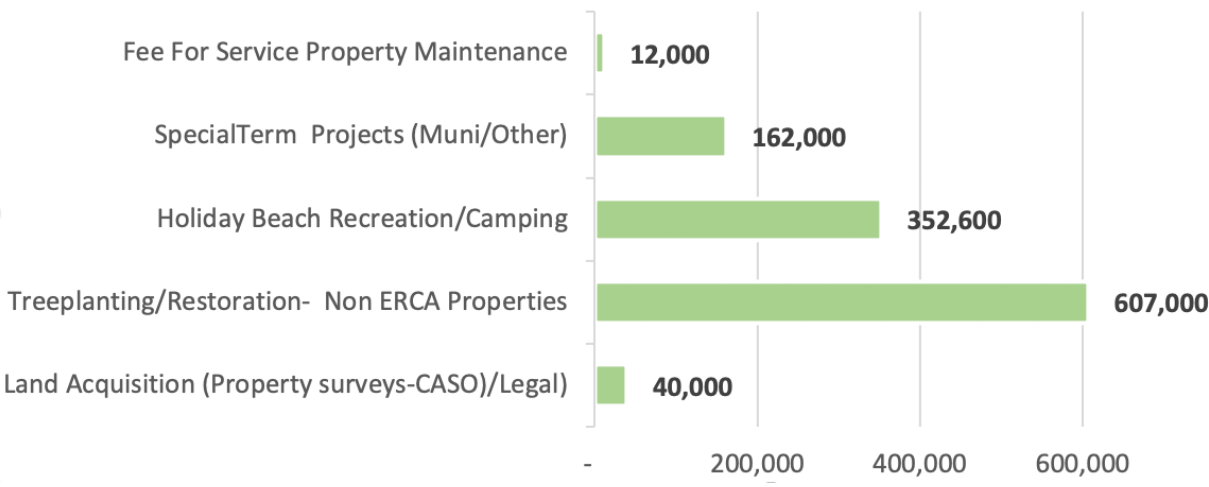 Fee For Service Property Maintenance 12,000
SpecialTerm Projects (Muni/Other) 162,000
Holiday Beach Recreation/Camping 352,600
Treeplanting/Restoration- Non ERCA Properties 607,000
Land Acquisition (Property surveys-CASO)/Legal) 40,000
- 200,000 400,000 600,000